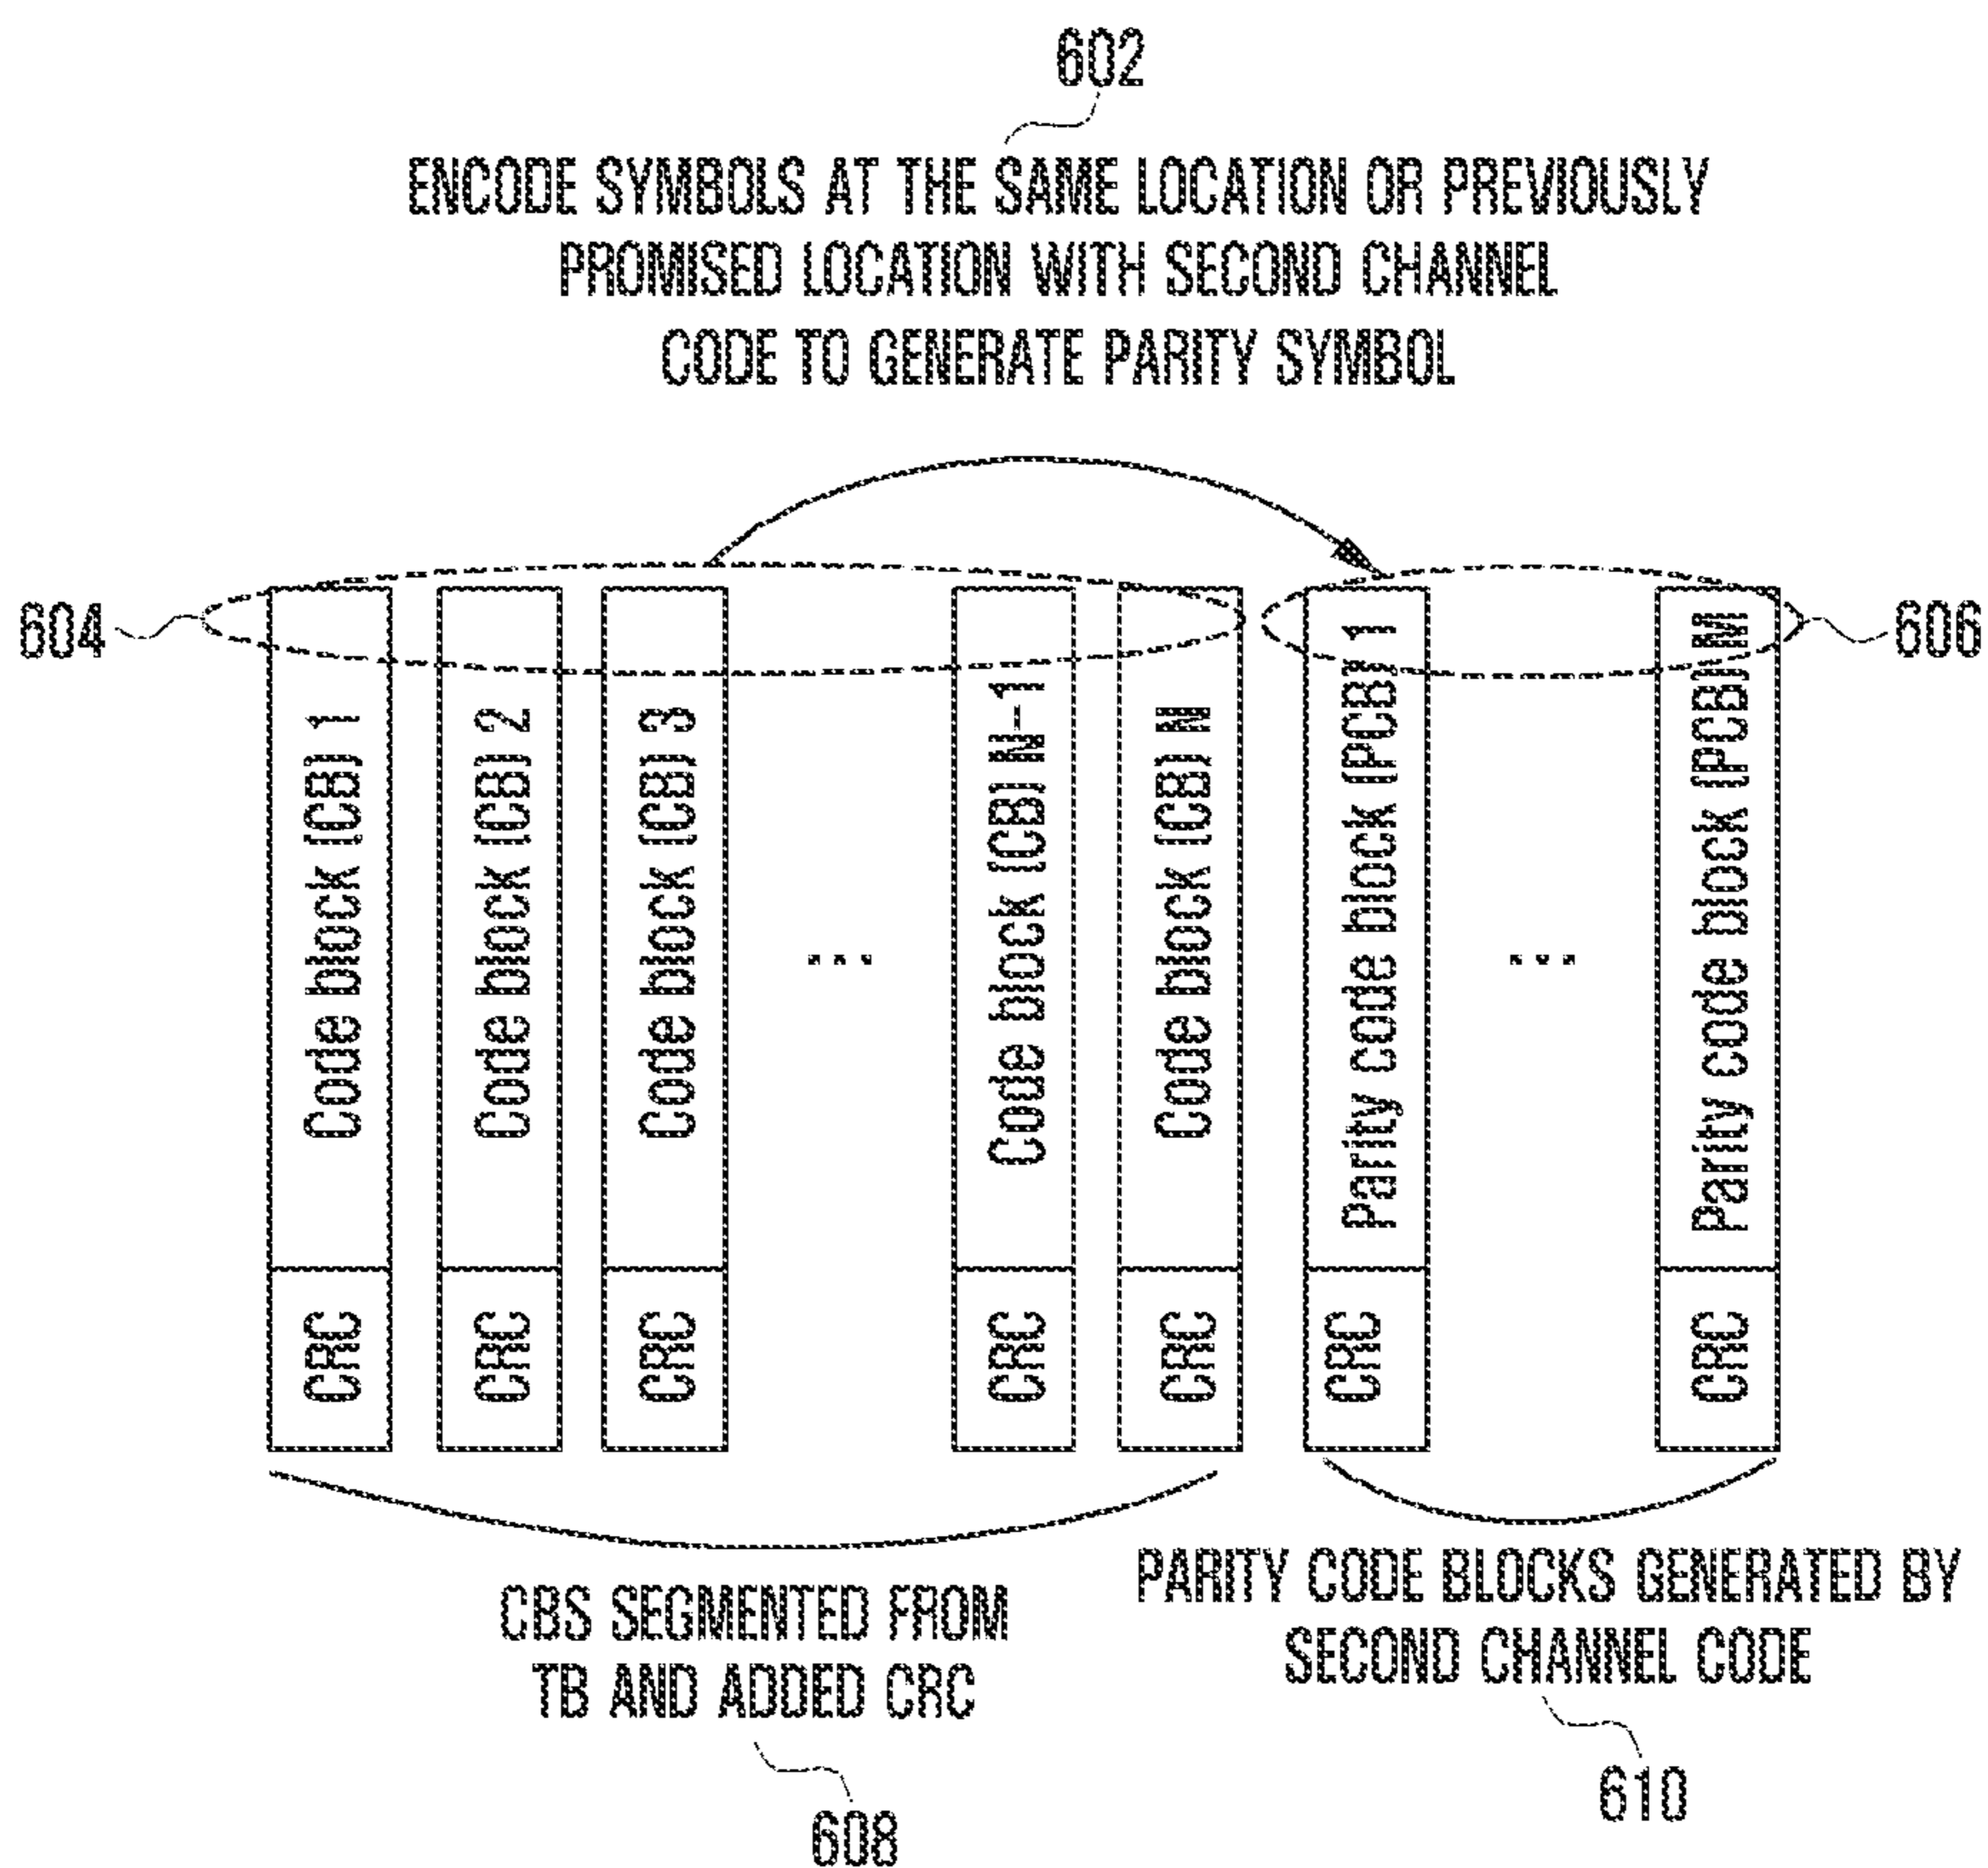 602
ENCODE SYMBOLS AT THE SAME LOCATION OR PREVIOUSLY
PROMISED LOCATION WITH SECOND CHANNEL
CODE TO GENERATE PARITY SYMBOL
604
606
Code block (CB) 1
Code block (CB) 2
Code block (CB) 3
...
Code block (CB) N-1
Code block (CB) N
Parity code block (PCB) 1
...
Parity code block (PCB) M
CRC
CRC
CRC
CRC
CRC
CRC
CRC
CBS SEGMENTED FROM
TB AND ADDED CRC
608
PARITY CODE BLOCKS GENERATED BY
SECOND CHANNEL CODE
610